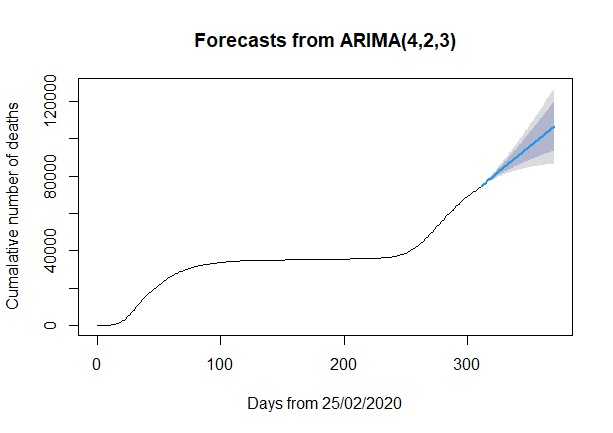 Forecasts from ARIMA(4,2,3)
Cumalative number of deaths
120000
80000
40000
0
0 100 200 300
Days from 25/02/2020